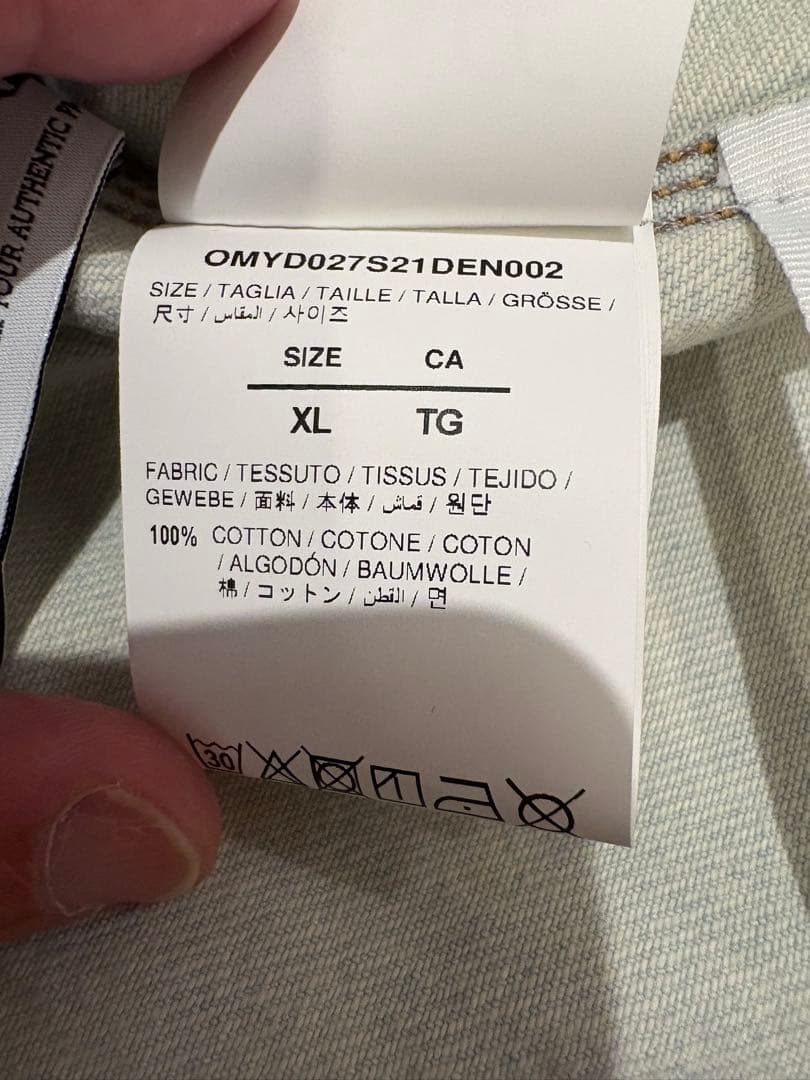 YOUR AUTHENTIC
OMYD027S21DEN002
SIZE / TAGLIA / TAILLE / TALLA / GRÖSSE /
尺寸 / المقاس / 사이즈
SIZE CA
XL TG
FABRIC / TESSUTO / TISSUS / TEJIDO /
GEWEBE / 面料 / 本体 / قماش / 원단
100% COTTON / COTONE / COTON
/ ALGODÓN / BAUMWOLLE /
棉 / コットン / القطن / 면
30